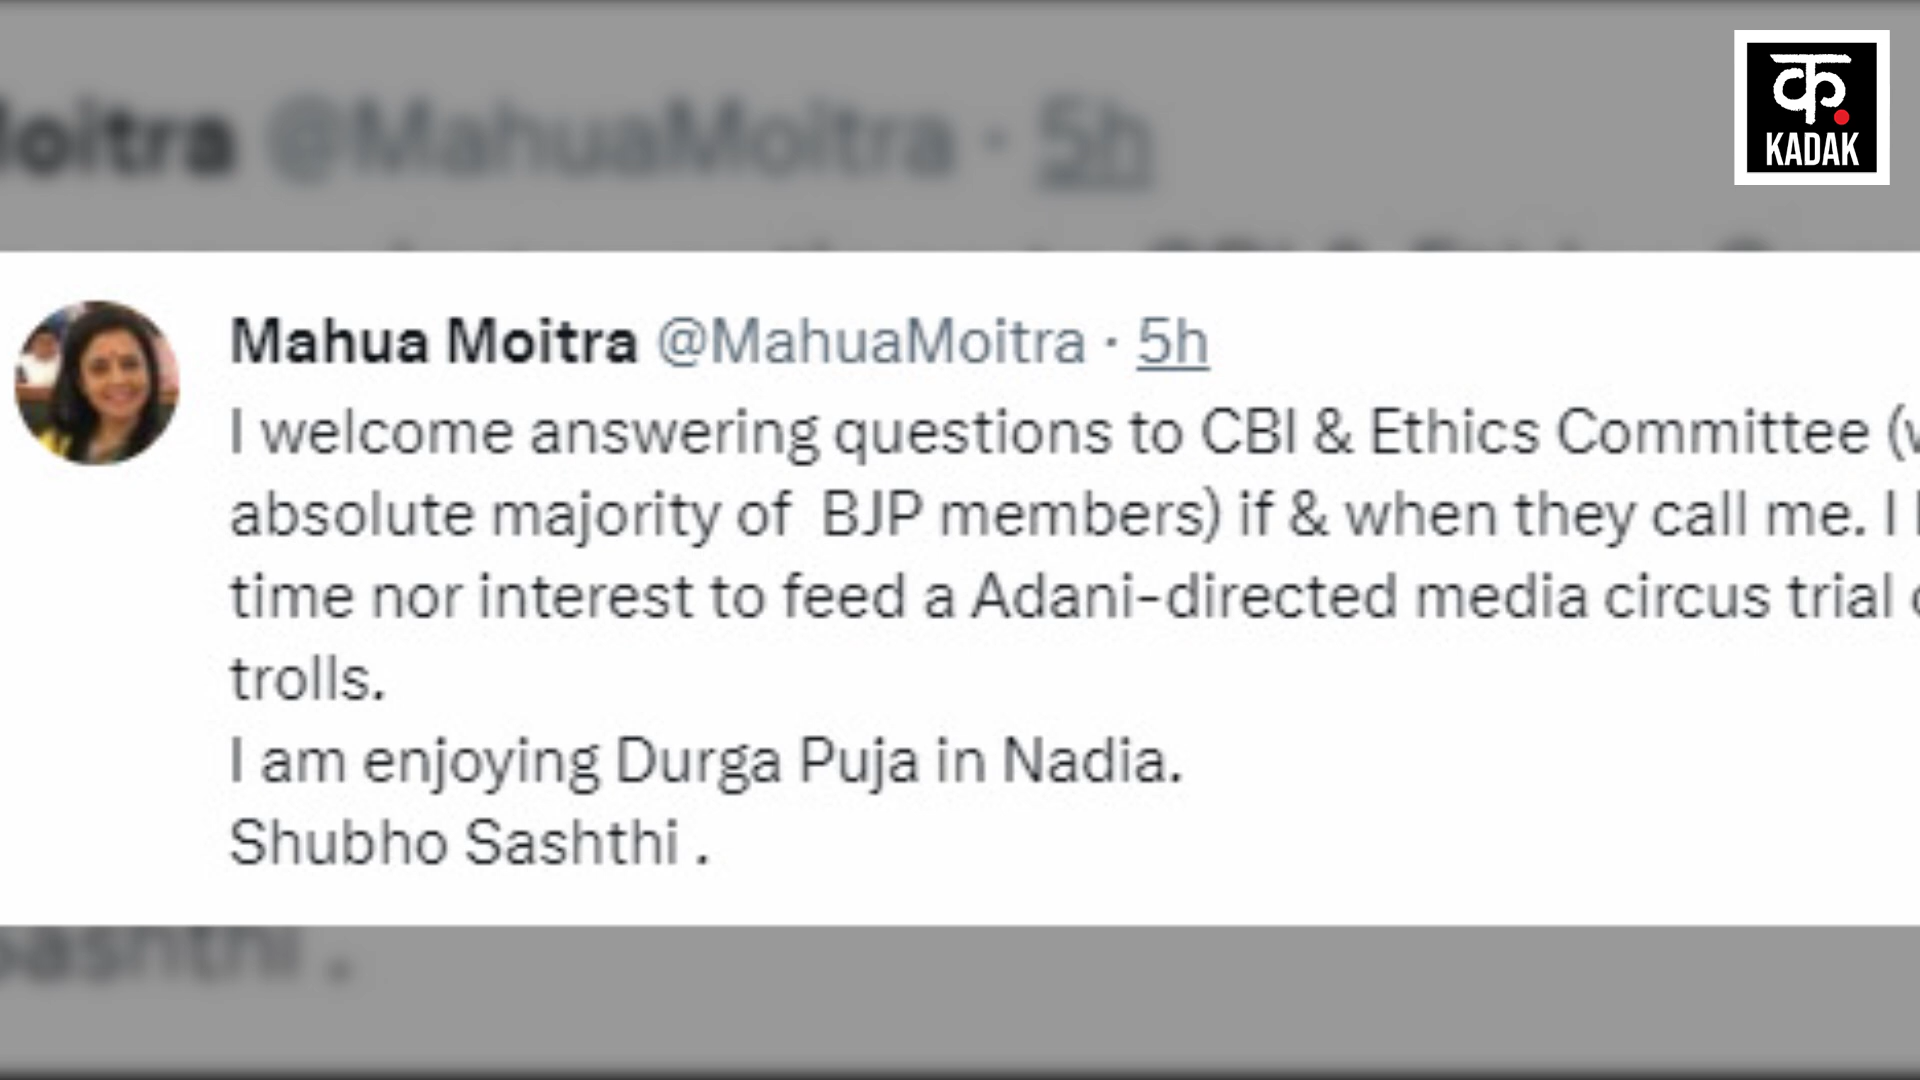 क.
KADAK
Moitra @MahuaMoitra · 5h
Mahua Moitra @MahuaMoitra · 5h
I welcome answering questions to CBI & Ethics Committee (
absolute majority of BJP members) if & when they call me. I
time nor interest to feed a Adani-directed media circus trial
trolls.
I am enjoying Durga Puja in Nadia.
Shubho Sashthi .
Sashthi .